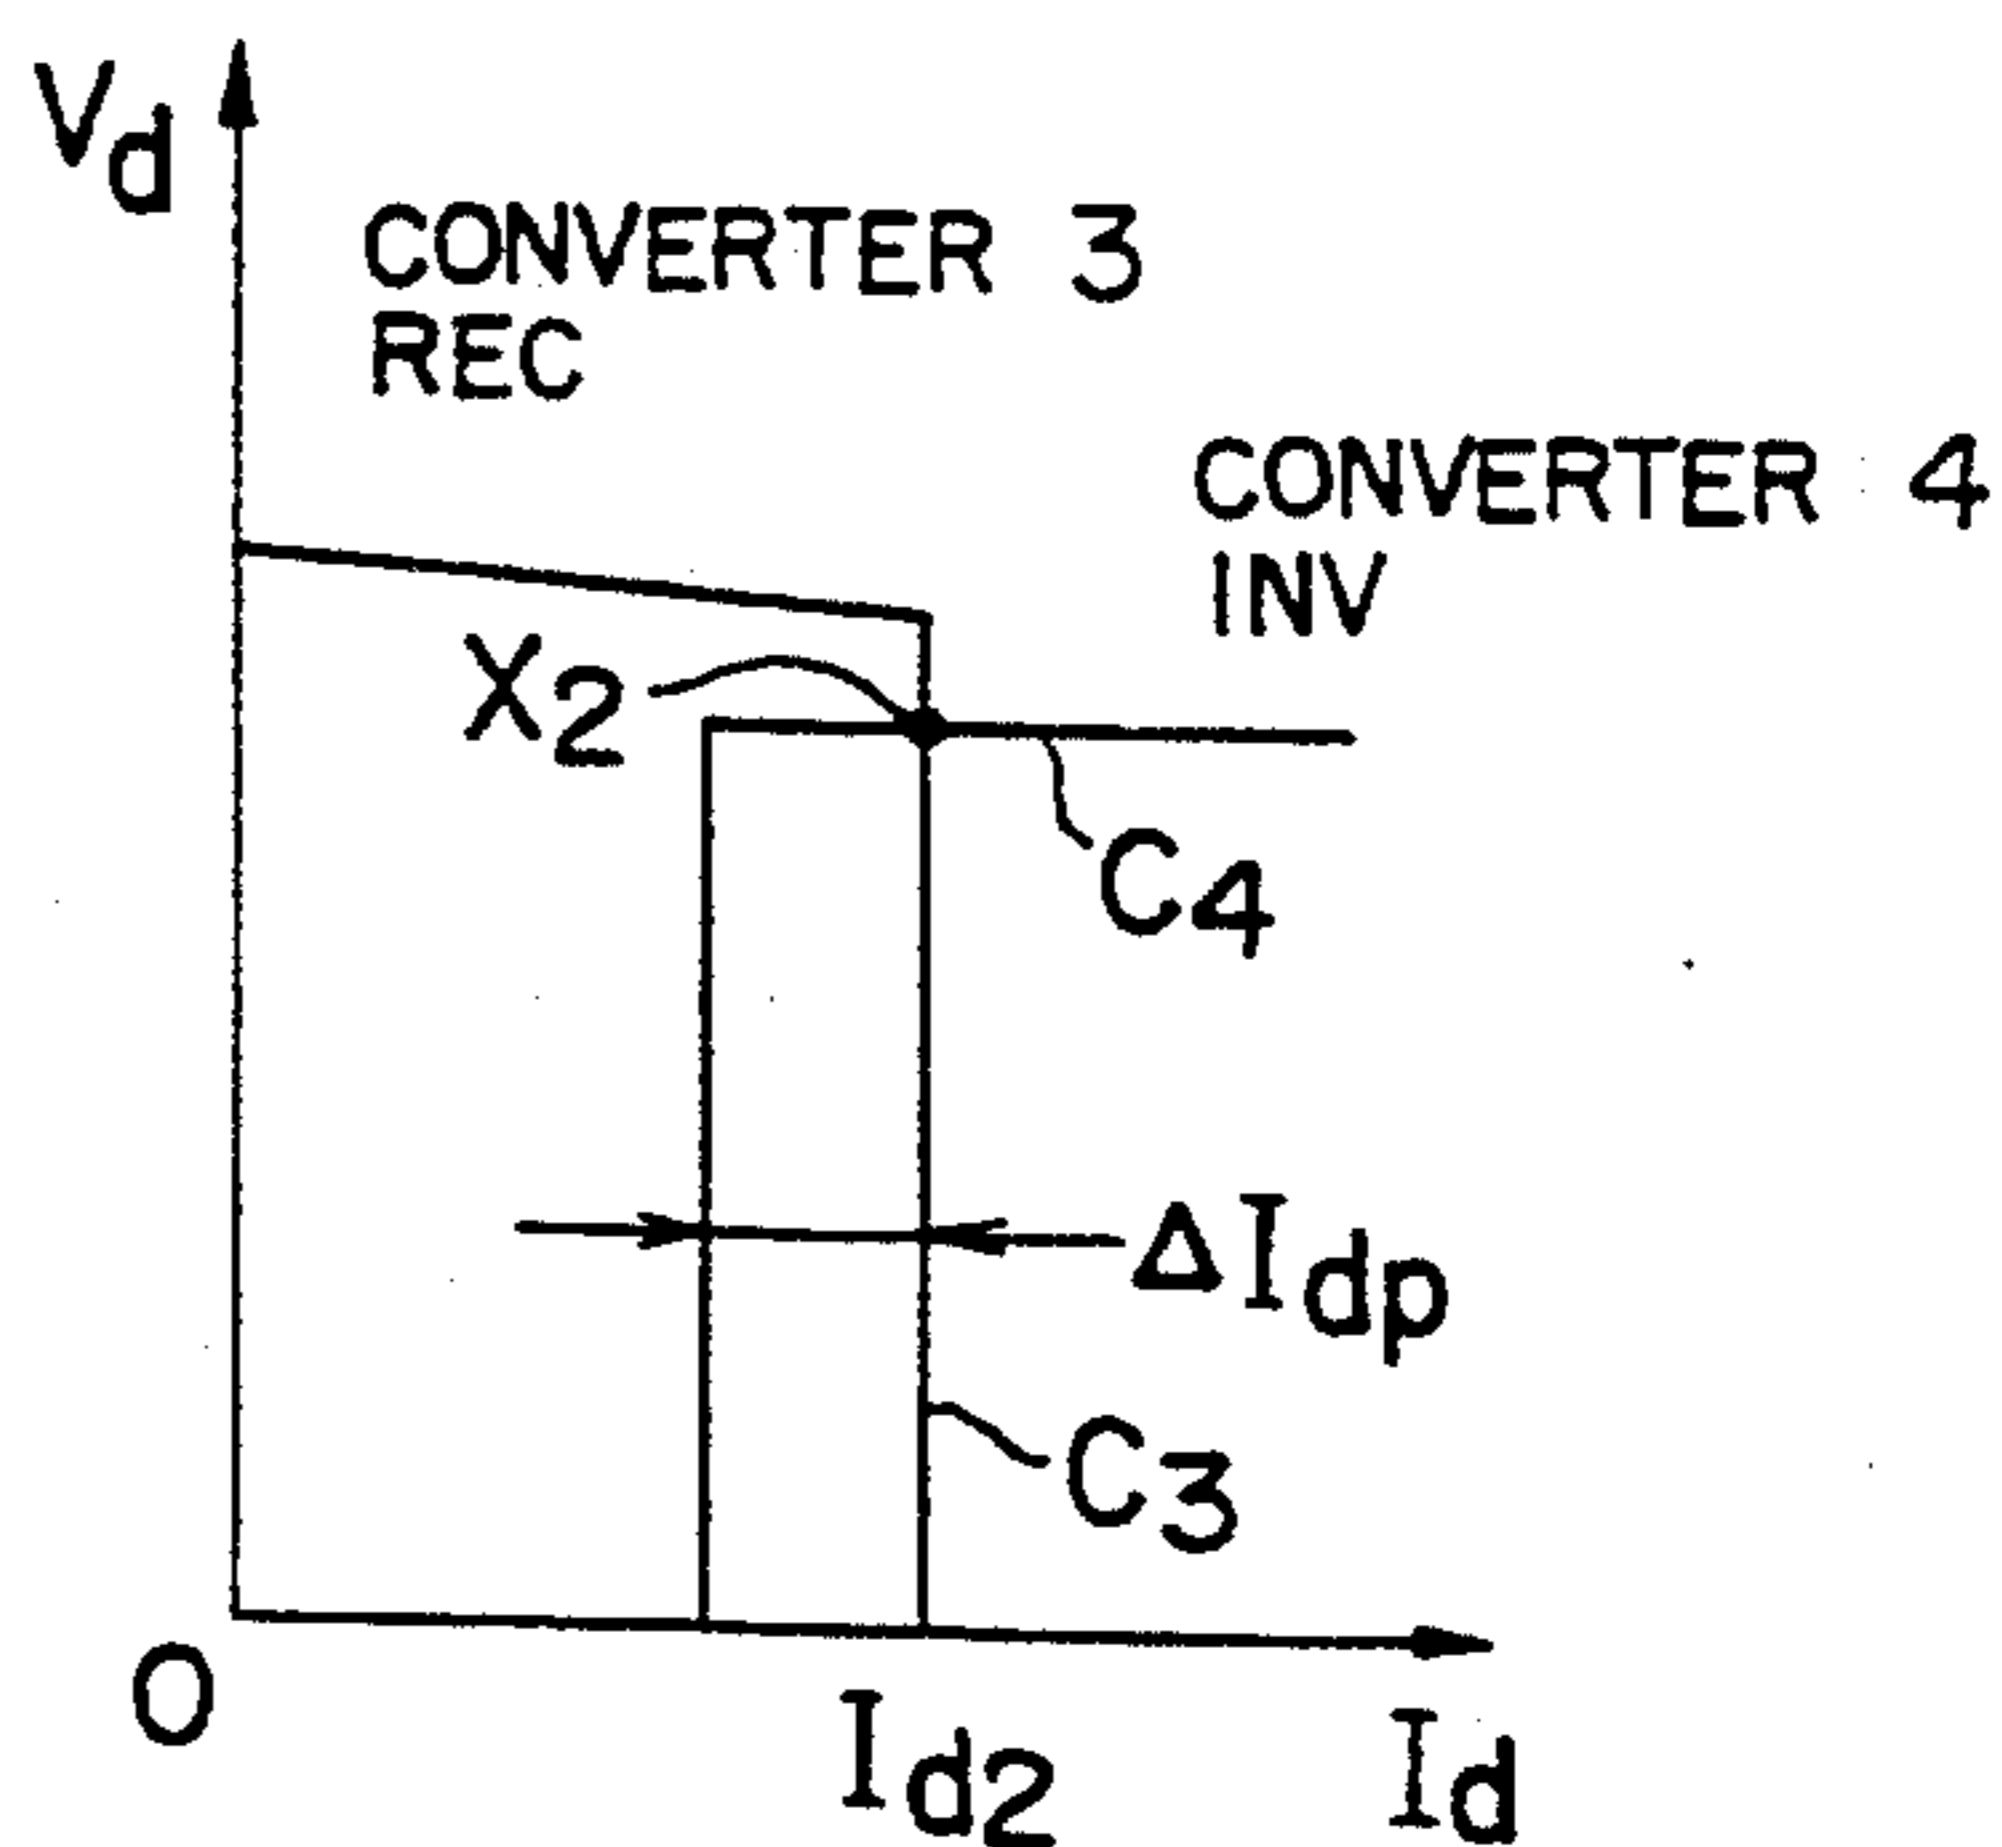 Vd
CONVERTER 3
REC
CONVERTER 4
INV
X2
C4
ΔIdp
C3
O
Id2
Id